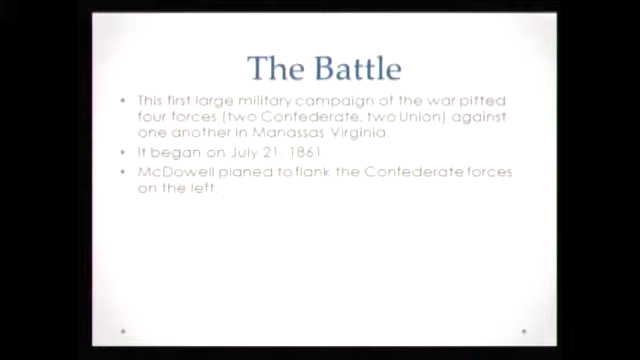 The Battle
• This first large military campaign of the war pitted
four forces (two Confederate, two Union) against
one another in Manassas Virginia.
• It began on July 21, 1861
• McDowell planed to flank the Confederate forces
on the left.